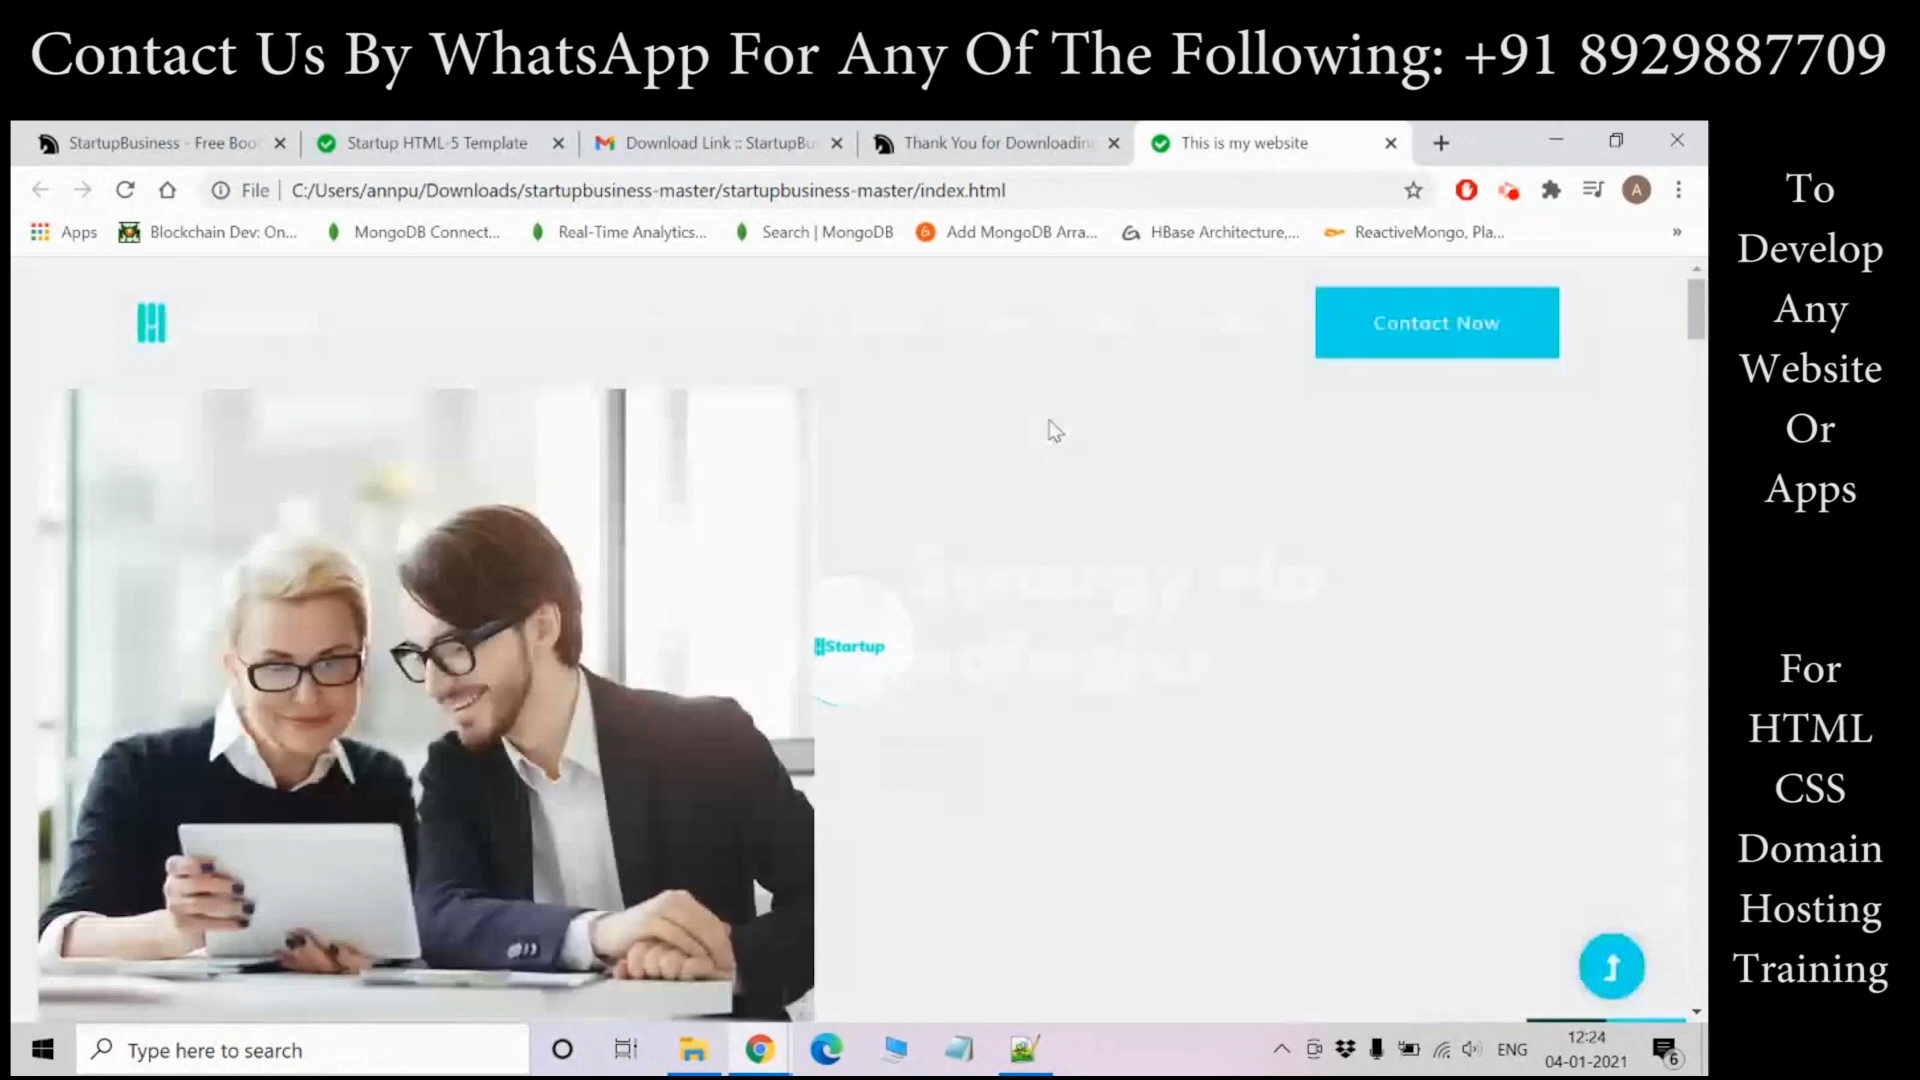 Contact Us By WhatsApp For Any Of The Following: +91 8929887709
StartupBusiness - Free Boo
Startup HTML-5 Template
Download Link :: StartupBu
Thank You for Downloading
This is my website
File
C:/Users/annpu/Downloads/startupbusiness-master/startupbusiness-master/index.html
A
Apps
Blockchain Dev: On...
MongoDB Connect...
Real-Time Analytics...
Search | MongoDB
Add MongoDB Arra...
HBase Architecture,...
ReactiveMongo, Pla...
»
Contact Now
Synergy
Startup
Type here to search
ENG
12:24
04-01-2021
6
To
Develop
Any
Website
Or
Apps
For
HTML
CSS
Domain
Hosting
Training